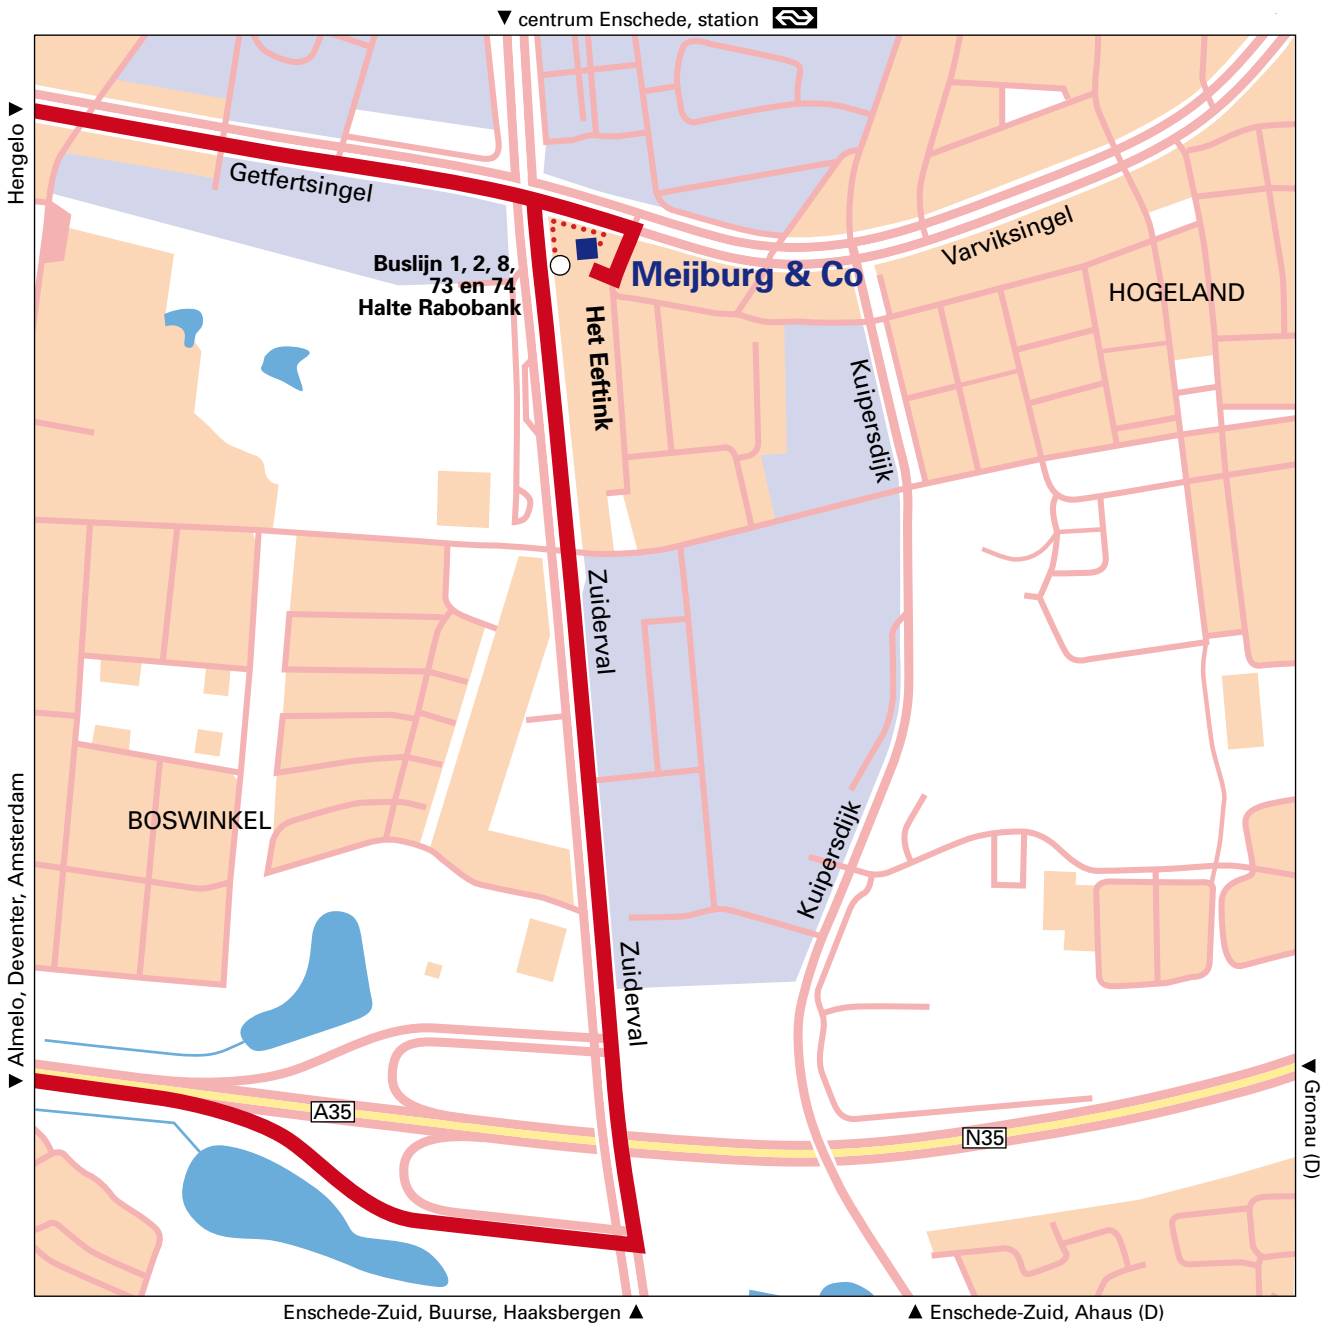 ▼ centrum Enschede, station
Hengelo ▼
Getfertsingel
Varviksingel
Buslijn 1, 2, 8,
73 en 74
Halte Rabobank
Meijburg & Co
HOGELAND
Het Eeftink
Kuipersdijk
Zuiderval
BOSWINKEL
Kuipersdijk
▼ Almelo, Deventer, Amsterdam
Zuiderval
A35
N35
▲ Gronau (D)
Enschede-Zuid, Buurse, Haaksbergen ▲
▲ Enschede-Zuid, Ahaus (D)